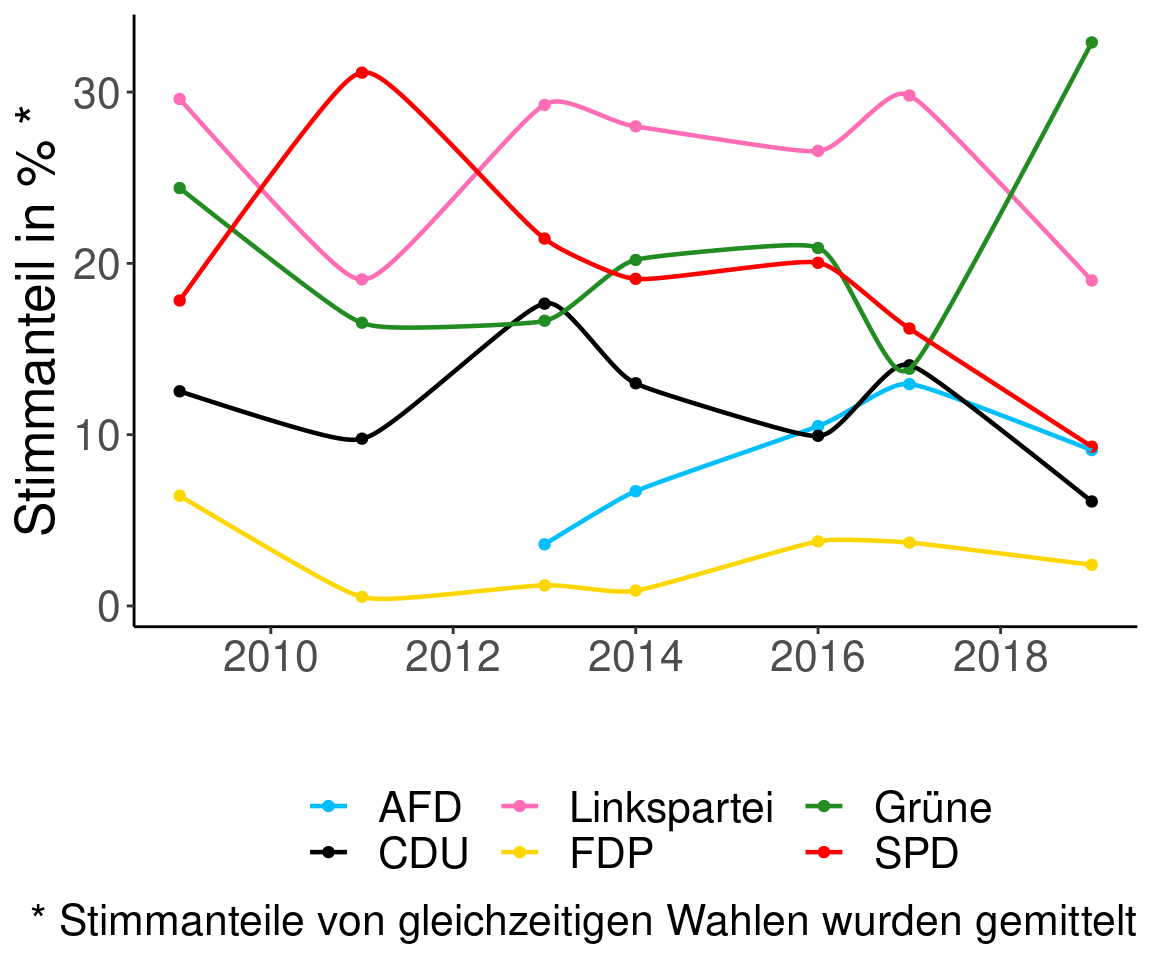 Stimmanteil in % *
30
20
10
0
2010 2012 2014 2016 2018
AFD Linkspartei Grüne
CDU FDP SPD
* Stimmanteile von gleichzeitigen Wahlen wurden gemittelt